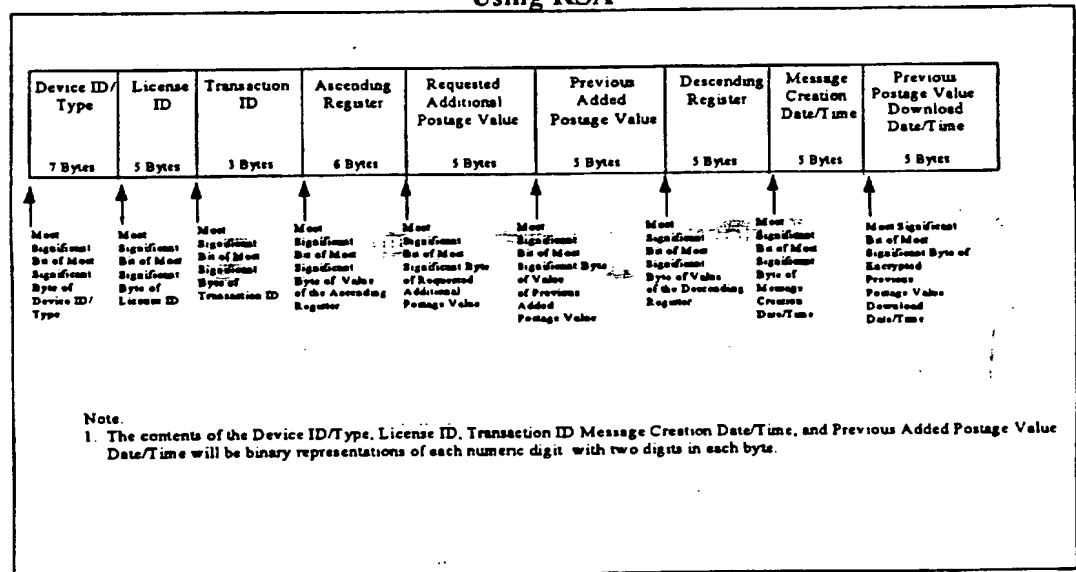 Using RSA
Device ID/
Type
7 Bytes
License
ID
5 Bytes
Transaction
ID
3 Bytes
Ascending
Register
6 Bytes
Requested
Additional
Postage Value
5 Bytes
Previous
Added
Postage Value
5 Bytes
Descending
Register
5 Bytes
Message
Creation
Date/Time
5 Bytes
Previous
Postage Value
Download
Date/Time
5 Bytes
Most
Significant
Bit of Most
Significant
Byte of
Device ID/
Type
Most
Significant
Bit of Most
Significant
Byte of
License ID
Most
Significant
Bit of Most
Significant
Byte of
Transaction ID
Most
Significant
Bit of Most
Significant
Byte of Value
of the Ascending
Register
Most
Significant
Bit of Most
Significant Byte
of Requested
Additional
Postage Value
Most
Significant
Bit of Most
Significant Byte
of Value
of Previous
Added
Postage Value
Most
Significant
Bit of Most
Significant
Byte of Value
of the Descending
Register
Most
Significant
Bit of Most
Significant
Byte of
Message
Creation
Date/Time
Most Significant
Bit of Most
Significant Byte of
Encrypted
Previous
Postage Value
Download
Date/Time
Note.
1. The contents of the Device ID/Type, License ID, Transaction ID Message Creation Date/Time, and Previous Added Postage Value
Date/Time will be binary representations of each numeric digit with two digits in each byte.